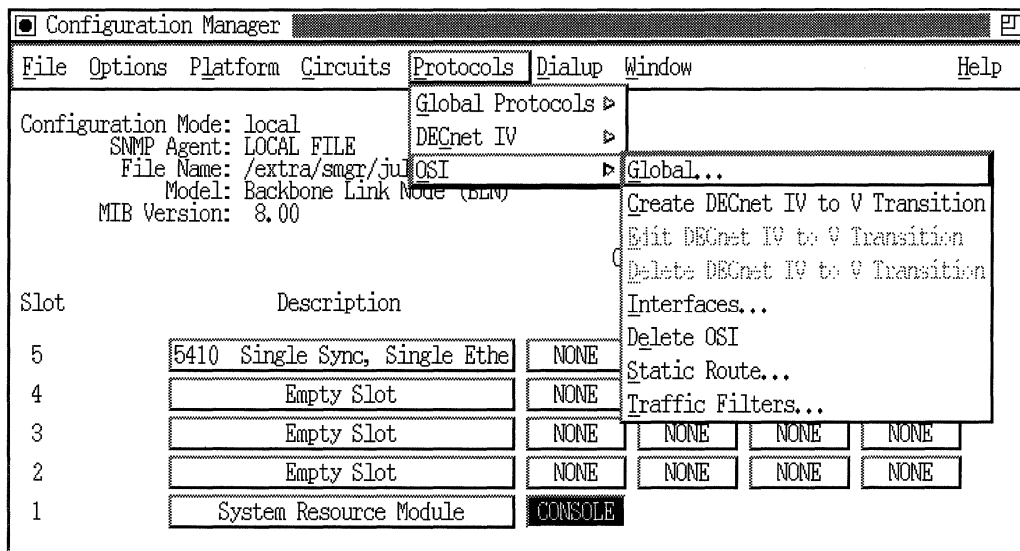 Configuration Manager
File Options Platform Circuits Protocols Dialup Window Help
Global Protocols
DECnet IV
OSI
Global...
Create DECnet IV to V Transition
Edit DECnet IV to V Transition
Delete DECnet IV to V Transition
Interfaces...
Delete OSI
Static Route...
Traffic Filters...
Configuration Mode: local
SNMP Agent: LOCAL FILE
File Name: /extra/smgr/jul
Model: Backbone Link Node (BLN)
MIB Version: 8.00
Slot Description
5 5410 Single Sync, Single Ethe NONE
4 Empty Slot NONE
3 Empty Slot NONE NONE NONE NONE
2 Empty Slot NONE NONE NONE NONE
1 System Resource Module CONSOLE